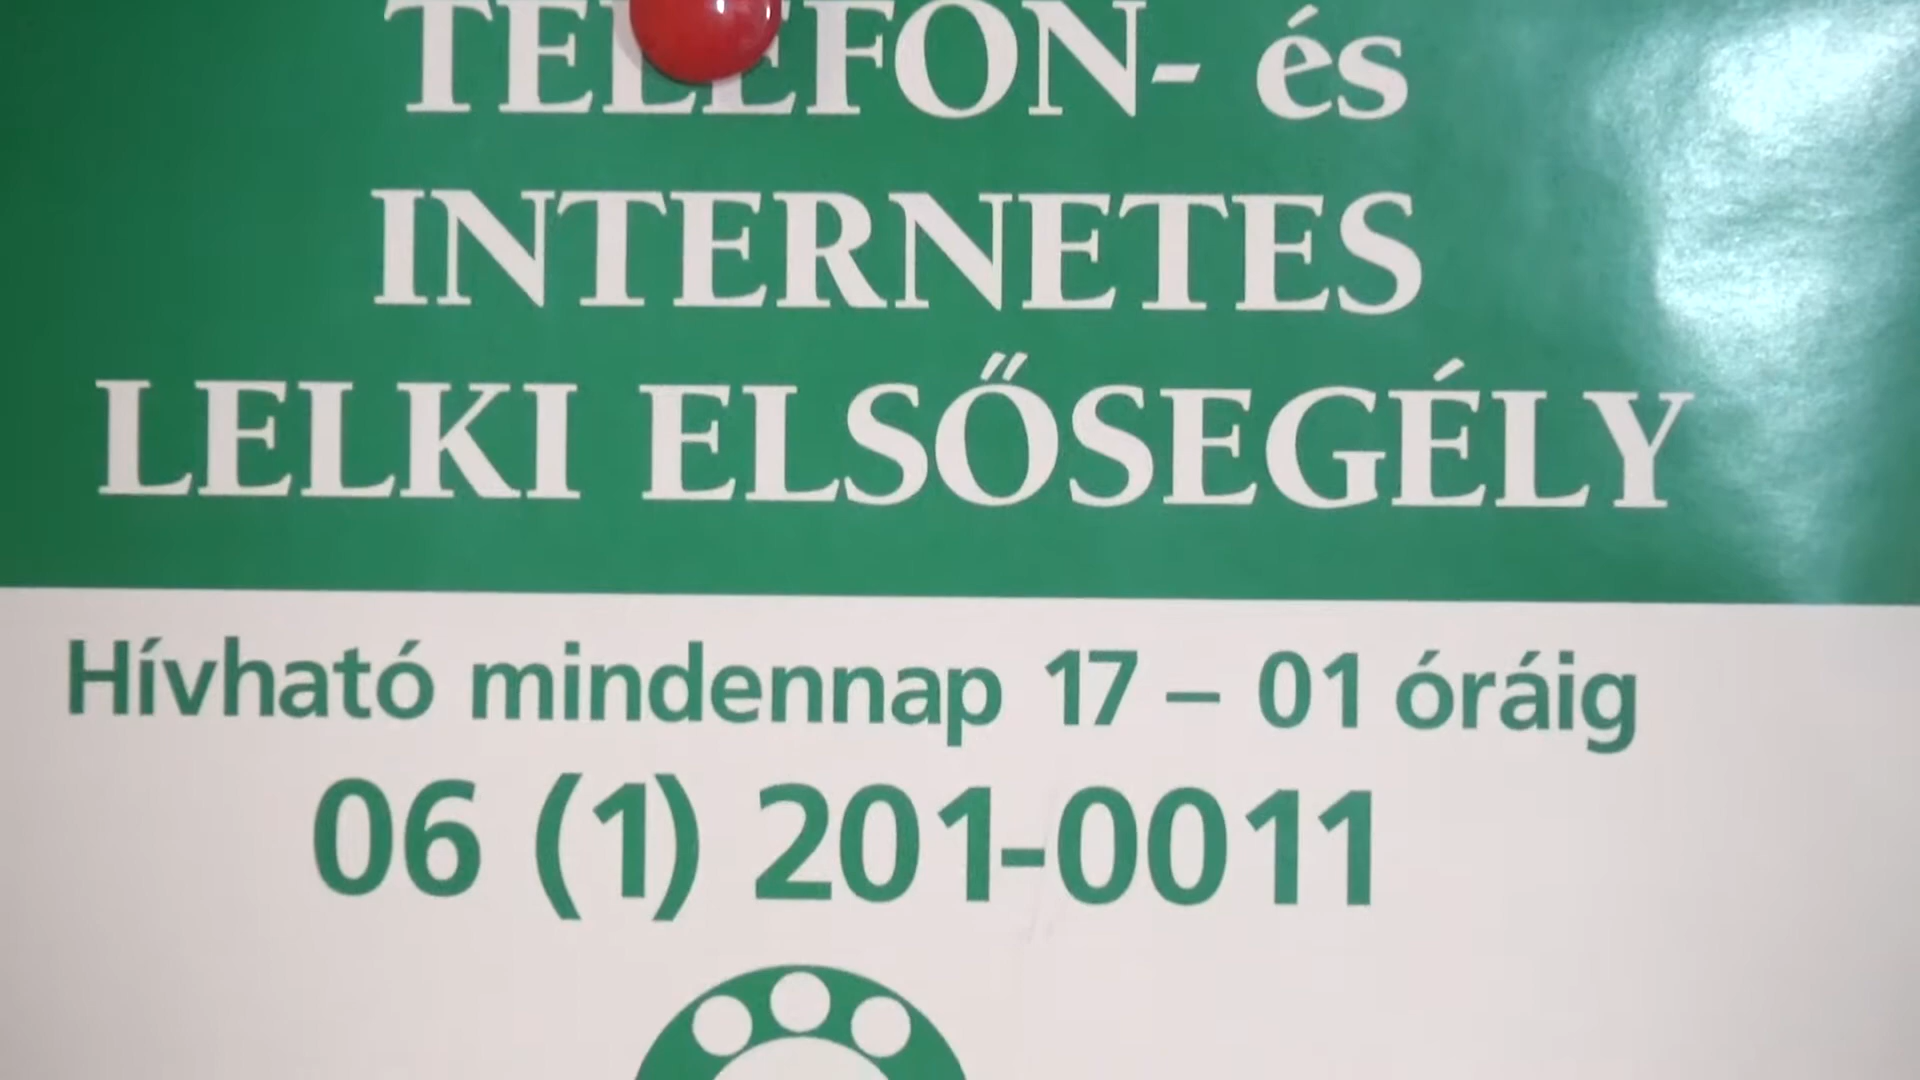 TELEFON- és
INTERNETES
LELKI ELSŐSEGÉLY
Hívható mindennap 17 – 01 óráig
06 (1) 201-0011